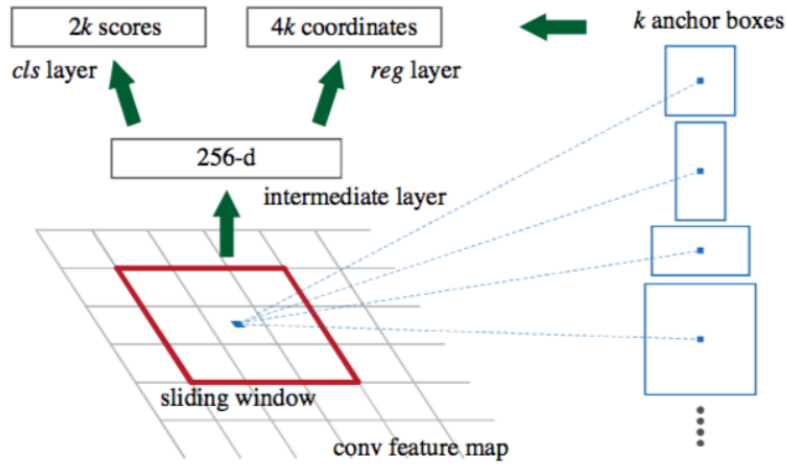 2k scores
4k coordinates
k anchor boxes
cls layer
reg layer
256-d
intermediate layer
sliding window
conv feature map